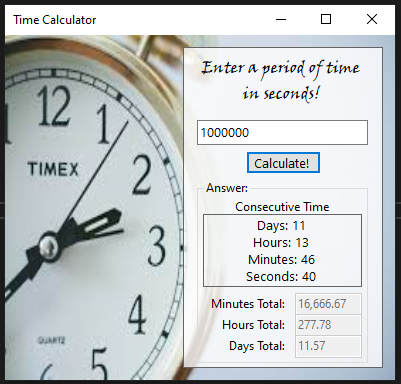 Time Calculator
Enter a period of time
in seconds!
1000000
Calculate!
Answer:
Consecutive Time
Days: 11
Hours: 13
Minutes: 46
Seconds: 40
Minutes Total: 16,666.67
Hours Total: 277.78
Days Total: 11.57
11 12 1
2
3
4
5
TIMEX
QUARTZ